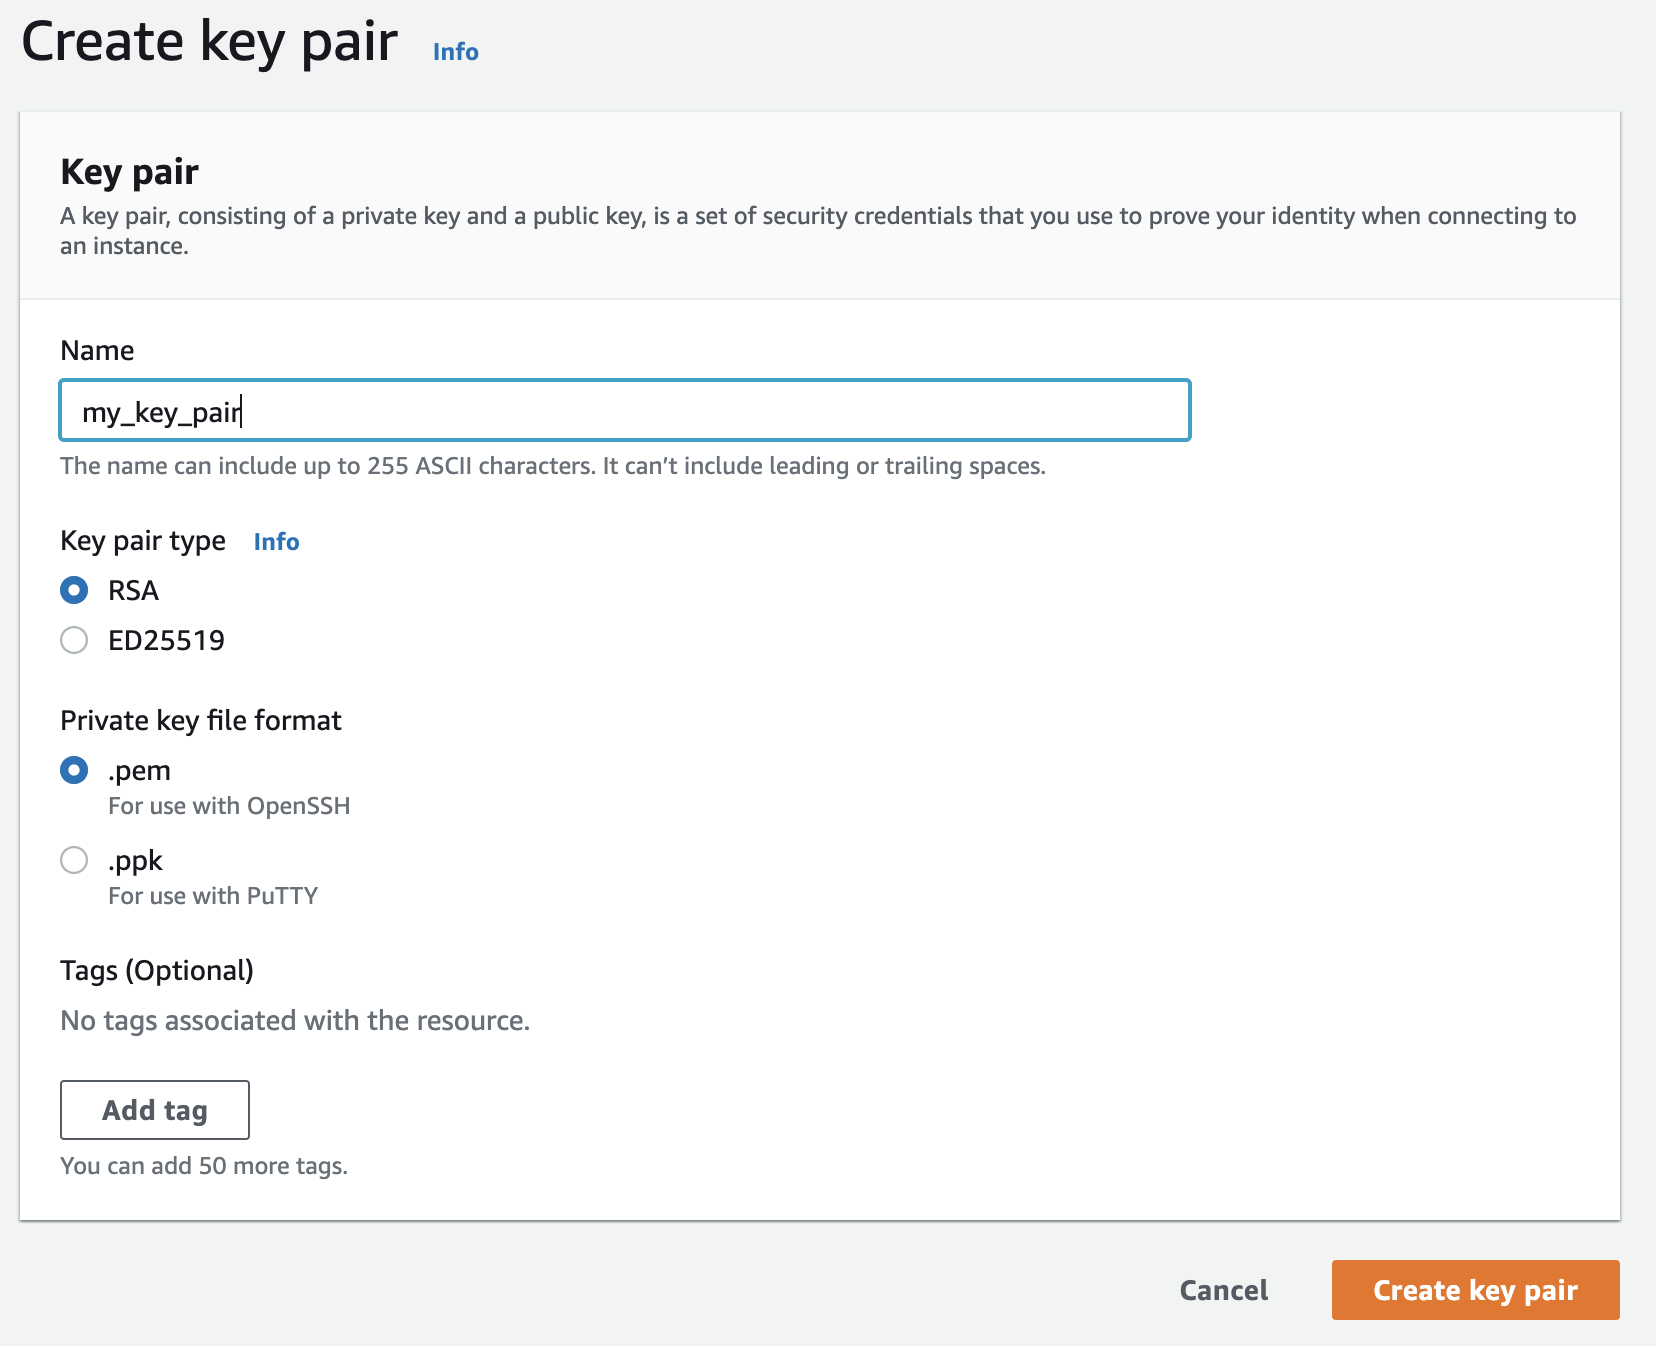 Create key pair Info
Key pair
A key pair, consisting of a private key and a public key, is a set of security credentials that you use to prove your identity when connecting to
an instance.
Name
my_key_pair
The name can include up to 255 ASCII characters. It can’t include leading or trailing spaces.
Key pair type Info
RSA
ED25519
Private key file format
.pem
For use with OpenSSH
.ppk
For use with PuTTY
Tags (Optional)
No tags associated with the resource.
Add tag
You can add 50 more tags.
Cancel Create key pair